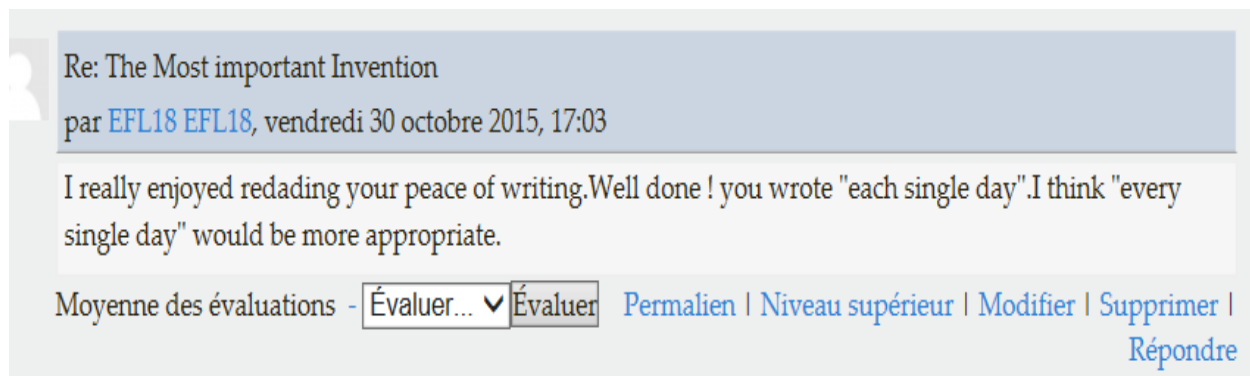 Re: The Most important Invention
par EFL18 EFL18, vendredi 30 octobre 2015, 17:03
I really enjoyed redading your peace of writing.Well done ! you wrote "each single day".I think "every
single day" would be more appropriate.
Moyenne des évaluations - Évaluer... Évaluer Permalien | Niveau supérieur | Modifier | Supprimer |
Répondre